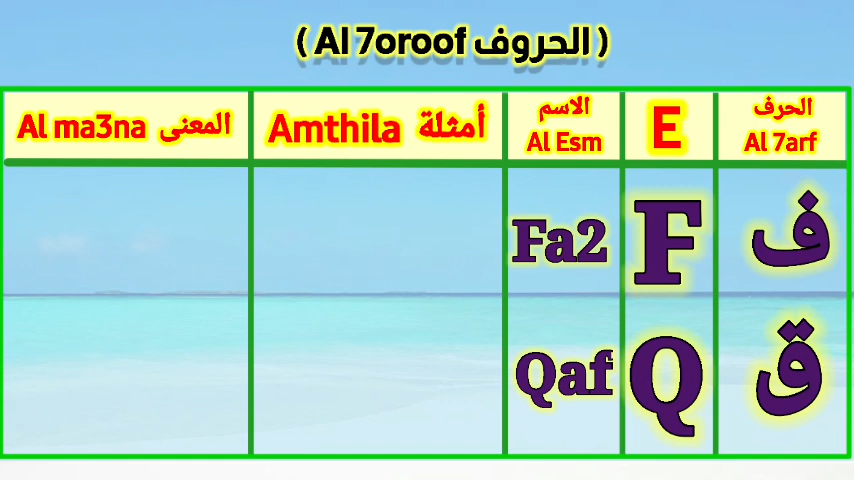 ( Al 7oroof الحروف )
Al ma3na المعنى
Amthila أمثلة
الاسم
Al Esm
E
الحرف
Al 7arf
Fa2 F ف
Qaf Q ق